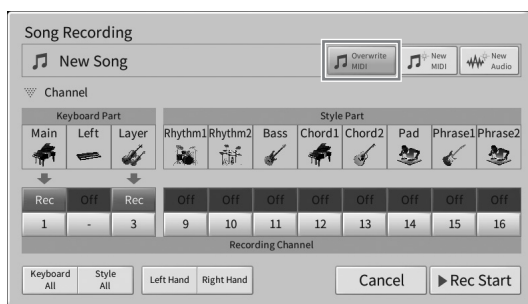 Song Recording
New Song
Overwrite MIDI
New MIDI
New Audio
Channel
Keyboard Part
Style Part
Main Left Layer Rhythm1 Rhythm2 Bass Chord1 Chord2 Pad Phrase1 Phrase2
Rec Off Rec Off Off Off Off Off Off Off Off
1 - 3 9 10 11 12 13 14 15 16
Recording Channel
Keyboard All
Style All
Left Hand
Right Hand
Cancel
Rec Start